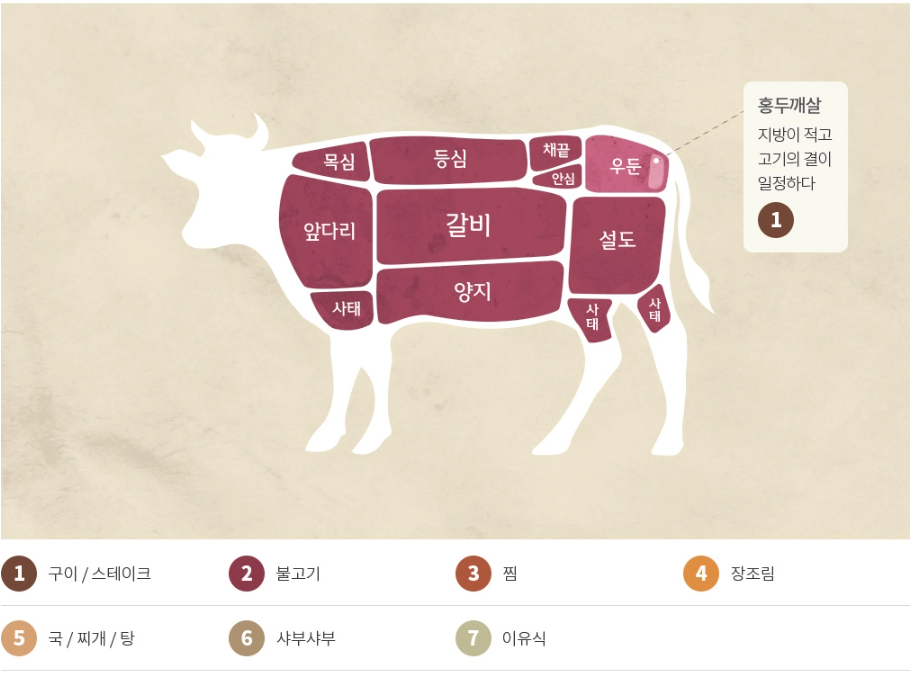 홍두깨살
지방이 적고
고기의 결이
일정하다
1
목심
등심
채끝
안심
우둔
앞다리
갈비
설도
양지
사태
사
태
사
태
1 구이 / 스테이크
2 불고기
3 찜
4 장조림
5 국 / 찌개 / 탕
6 샤부샤부
7 이유식